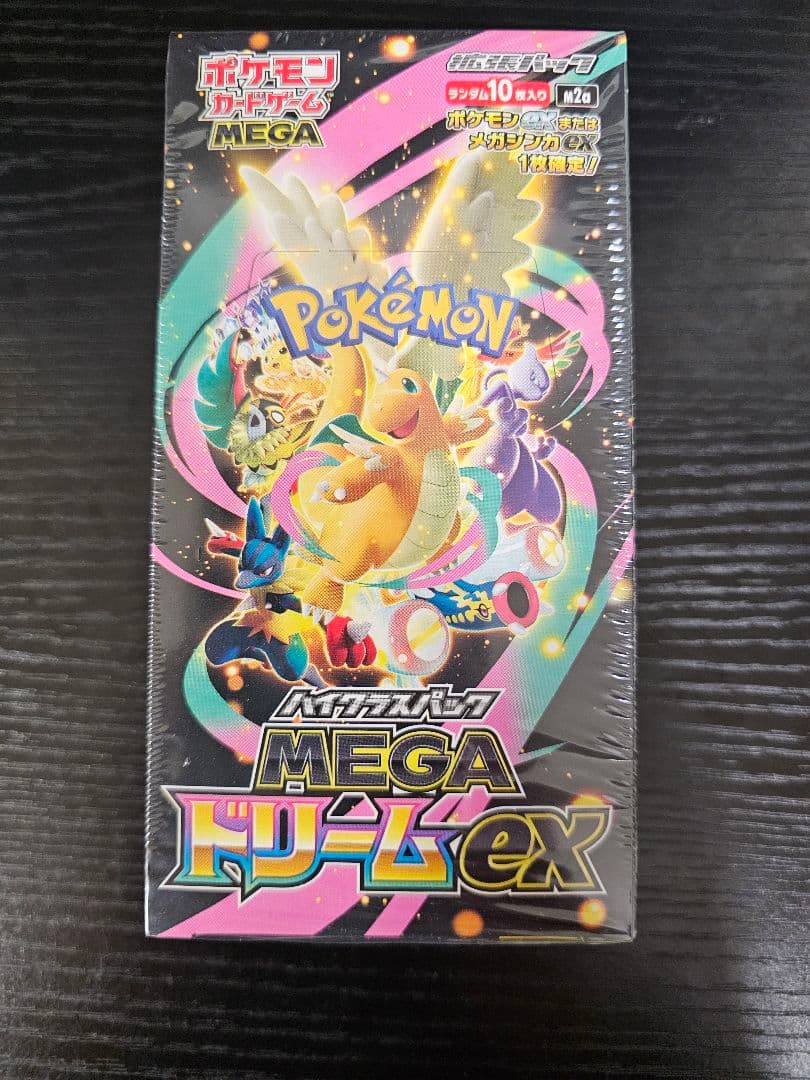 ポケモン
カードゲーム
MEGA
拡張パック
ランダム10枚入り M2a
ポケモンexまたは
メガシンカex
1枚確定!
POKéMON
TM
ハイクラスパック
MEGA
ドリームex